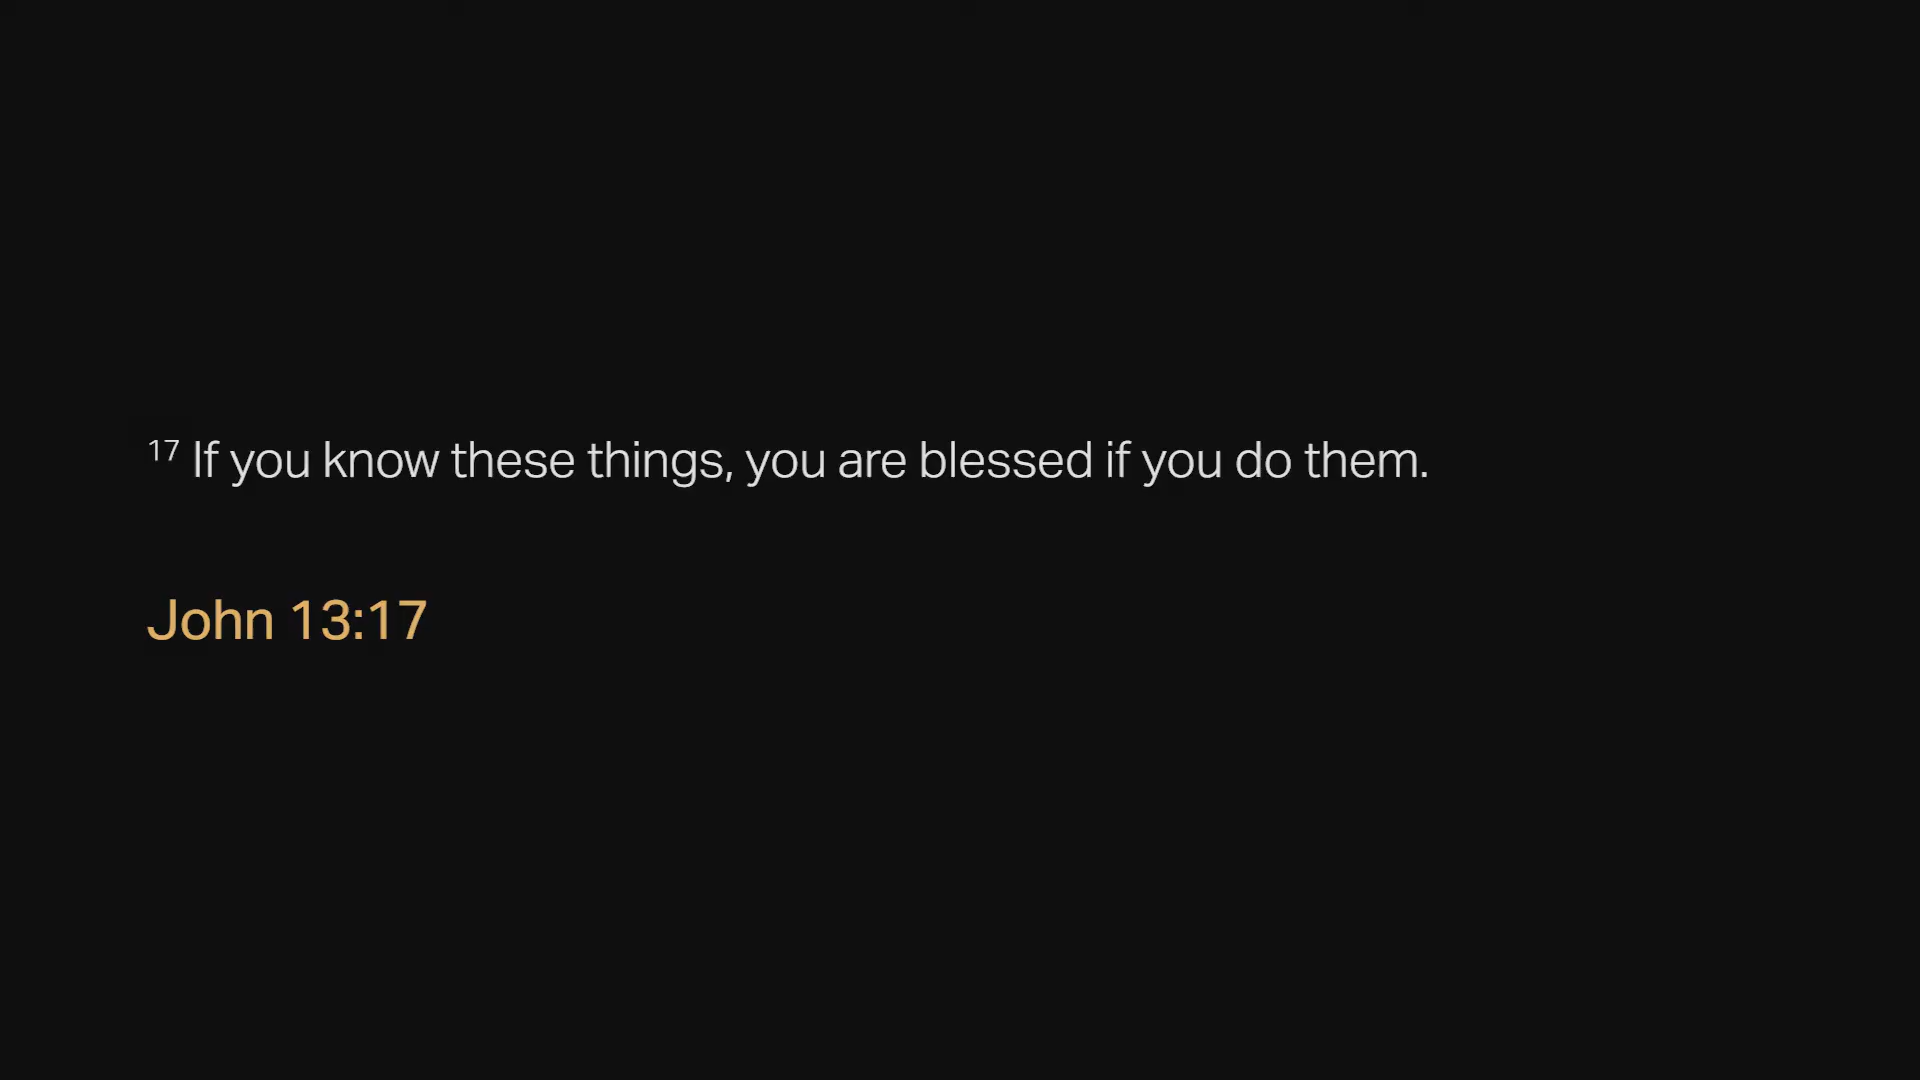 17 If you know these things, you are blessed if you do them.
John 13:17